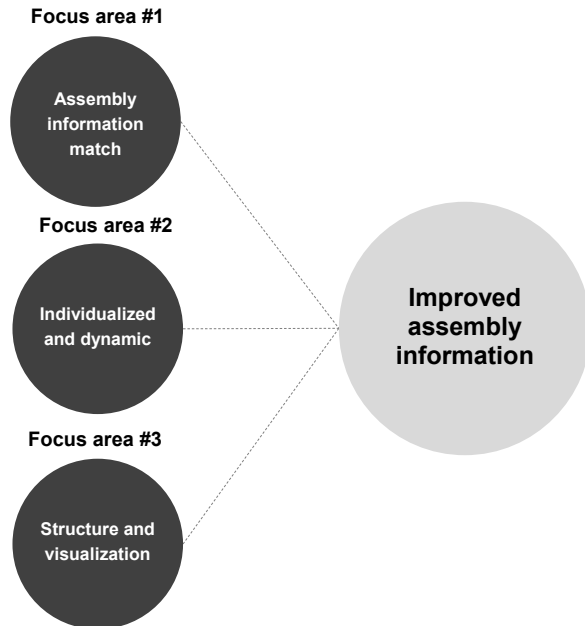 Focus area #1
Assembly
information
match
Focus area #2
Individualized
and dynamic
Improved
assembly
information
Focus area #3
Structure and
visualization